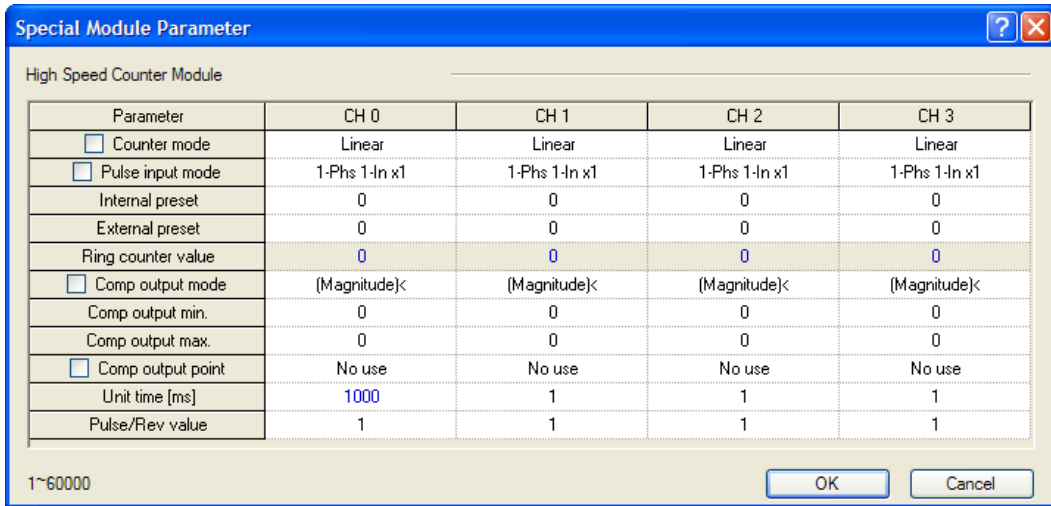 Special Module Parameter
High Speed Counter Module
Parameter CH 0 CH 1 CH 2 CH 3
Counter mode Linear Linear Linear Linear
Pulse input mode 1-Phs 1-In x1 1-Phs 1-In x1 1-Phs 1-In x1 1-Phs 1-In x1
Internal preset 0 0 0 0
External preset 0 0 0 0
Ring counter value 0 0 0 0
Comp output mode (Magnitude)< (Magnitude)< (Magnitude)< (Magnitude)<
Comp output min. 0 0 0 0
Comp output max. 0 0 0 0
Comp output point No use No use No use No use
Unit time [ms] 1000 1 1 1
Pulse/Rev value 1 1 1 1
1~60000 OK Cancel